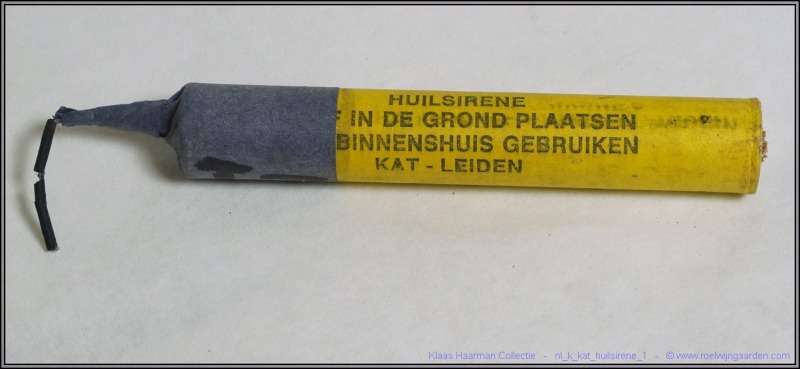 HUILSIRENE
IN DE GROND PLAATSEN
BINNENSHUIS GEBRUIKEN
KAT - LEIDEN
Klaas Haarman Collectie - nl_k_kat_huilsirene_1 - © www.roelwijngaarden.com